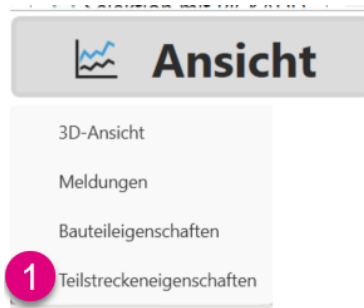 Ansicht
3D-Ansicht
Meldungen
Bauteileigenschaften
1 Teilstreckeneigenschaften